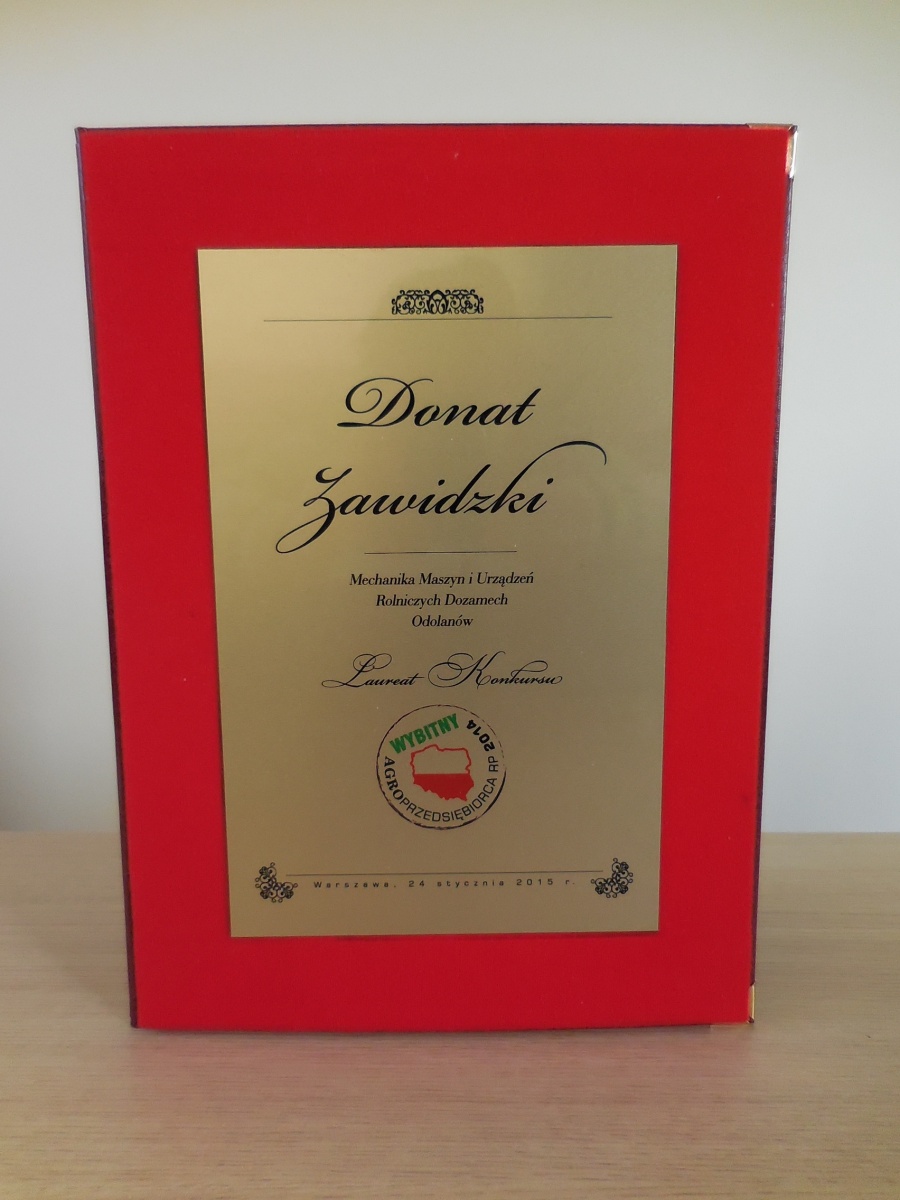 Donat
Zawidzki
Mechanika Maszyn i Urządzeń
Rolniczych Dozamech
Odolanów
Laureat Konkursu
WYBITNY
AGROPRZEDSIĘBIORCA RP 2014
Warszawa, 24 stycznia 2015 r.